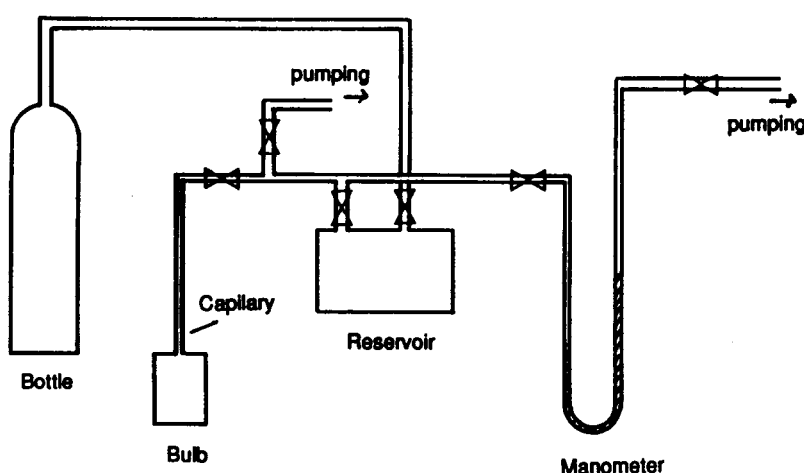 pumping
pumping
Capilary
Reservoir
Bottle
Bulb
Manometer